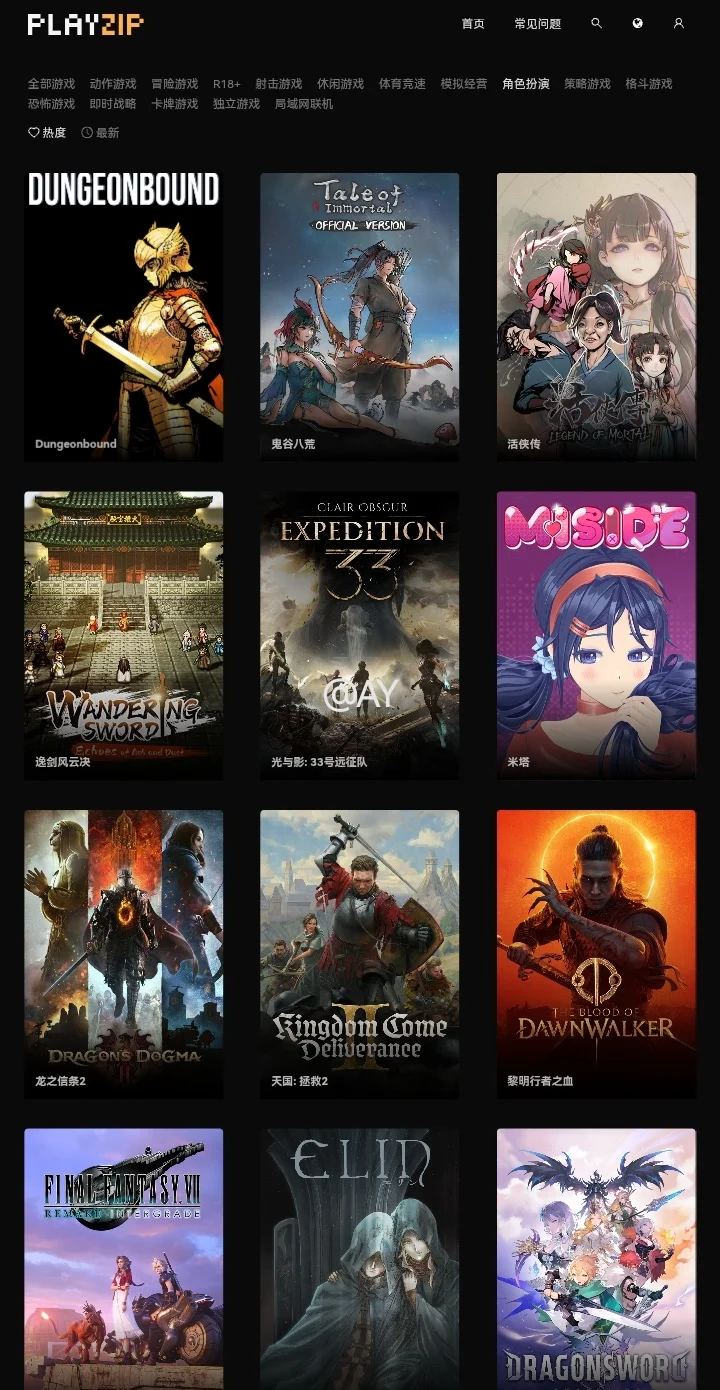 PLAYZIP
首页 常见问题
全部游戏 动作游戏 冒险游戏 R18+ 射击游戏 休闲游戏 体育竞速 模拟经营 角色扮演 策略游戏 格斗游戏
恐怖游戏 即时战略 卡牌游戏 独立游戏 局域网联机
热度 最新
DUNGEONBOUND
Dungeonbound
Tale of
Immortal
OFFICIAL VERSION
鬼谷八荒
活侠传
LEGEND OF MORTAL
活侠传
WANDERING
SWORD
Echoes of Ash and Dust
逸剑风云决
CLAIR OBSCUR
EXPEDITION
33
@AY
光与影: 33号远征队
MISIDE
米塔
DRAGON'S DOGMA
II
龙之信条2
Kingdom Come
Deliverance
II
天国: 拯救2
THE BLOOD OF
DAWNWALKER
黎明行者之血
FINAL FANTASY VII
REMAKE INTERGRADE
ELIN
DRAGONSWORD